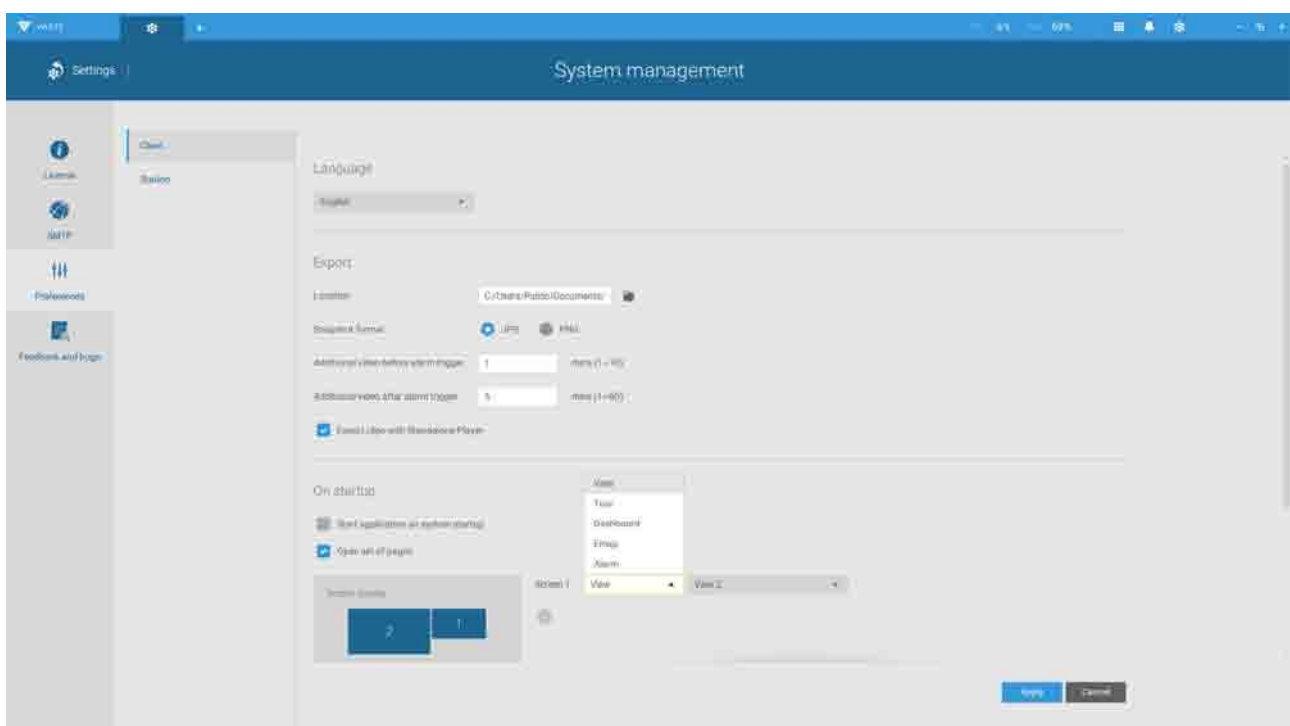 VAST2
Settings
System management
License
SMTP
Preferences
Feedback and bugs
Client
Station
Language
English
Export
Location
C:/Users/Public/Documents/
Snapshot format
JPG
PNG
Additional video before alarm trigger
1
mins (1~10)
Additional video after alarm trigger
5
mins (1~60)
Export video with Standalone Player
On startup
Start application on system startup
Open set of pages
Screen display
2
1
Screen 1
View
Tour
Dashboard
Emap
Alarm
View
View 2
Apply
Cancel